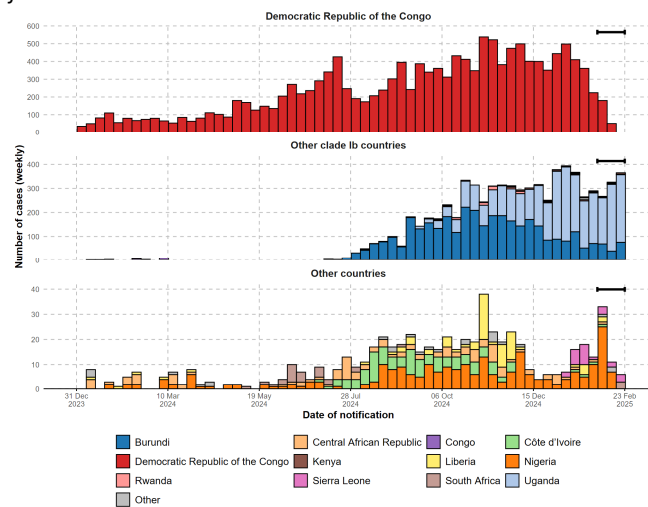 y
Democratic Republic of the Congo
600
500
400
300
200
100
0
Other clade Ib countries
400
300
200
100
0
Other countries
40
30
20
10
0
31 Dec 10 Mar 19 May 28 Jul 06 Oct 15 Dec 23 Feb
2023 2024 2024 2024 2024 2024 2025
Number of cases (weekly)
Date of notification
Burundi Central African Republic Congo Côte d'Ivoire
Democratic Republic of the Congo Kenya Liberia Nigeria
Rwanda Sierra Leone South Africa Uganda
Other